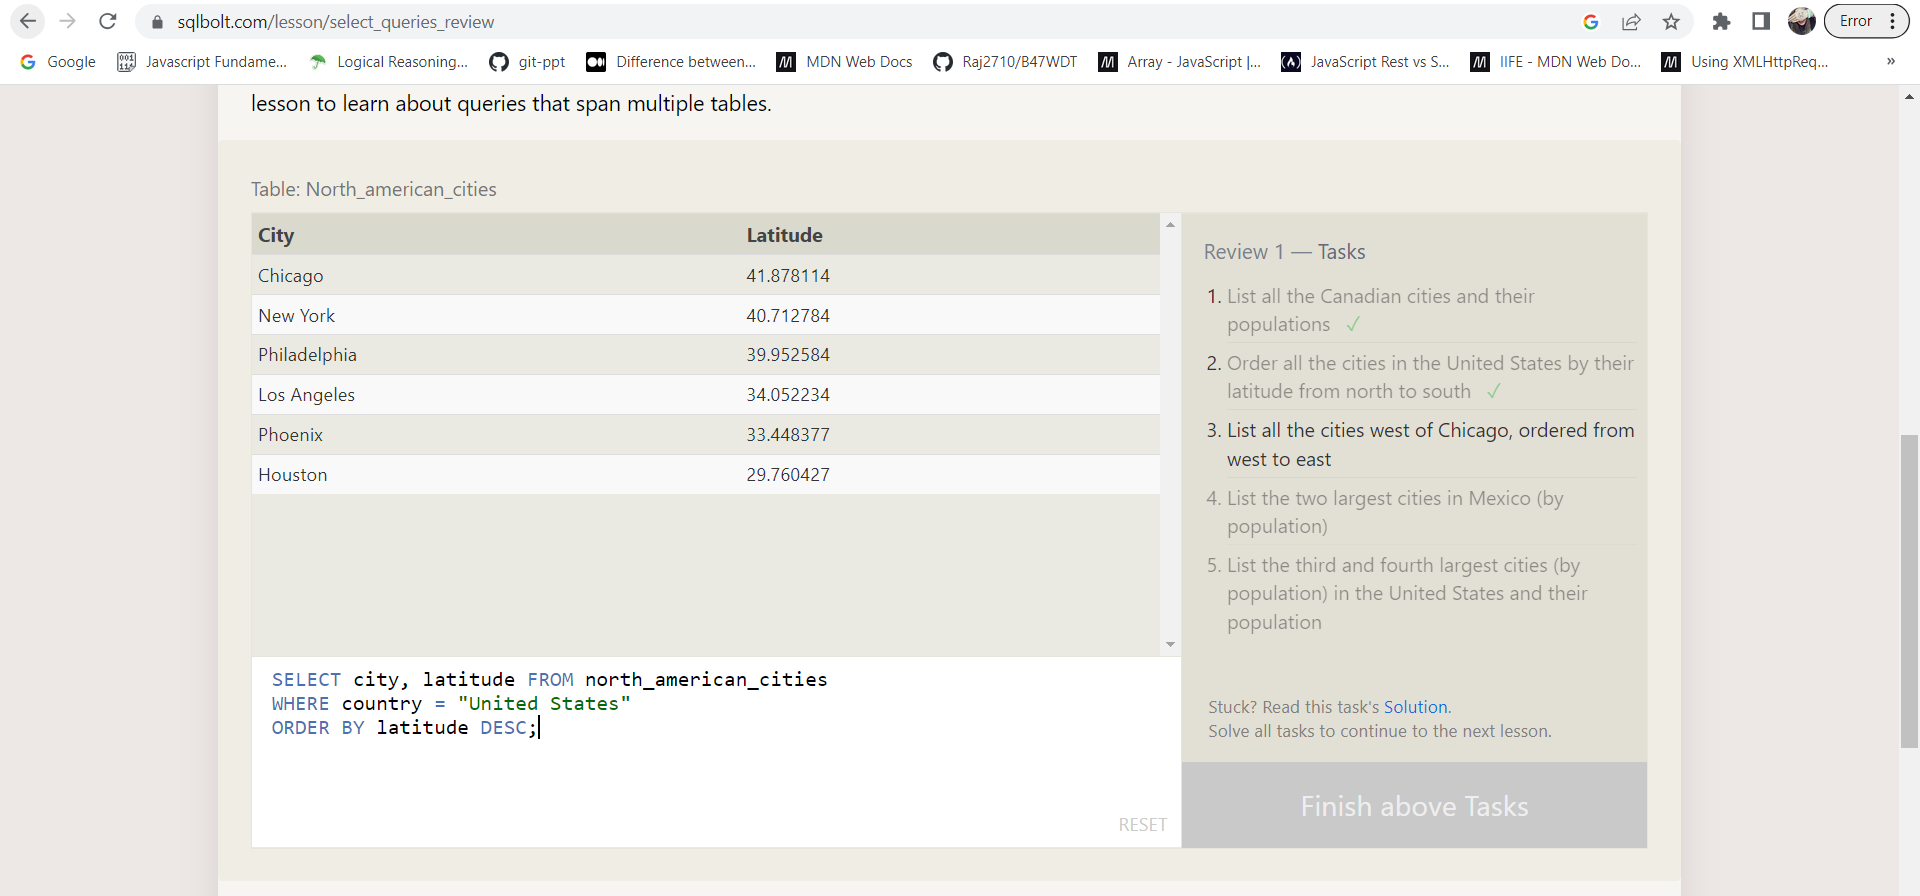 sqlbolt.com/lesson/select_queries_review
Error
Google
Javascript Fundame...
Logical Reasoning...
git-ppt
Difference between...
MDN Web Docs
Raj2710/B47WDT
Array - JavaScript |...
JavaScript Rest vs S...
IIFE - MDN Web Do...
Using XMLHttpReq...
»
lesson to learn about queries that span multiple tables.
Table: North_american_cities
City Latitude
Chicago 41.878114
New York 40.712784
Philadelphia 39.952584
Los Angeles 34.052234
Phoenix 33.448377
Houston 29.760427
SELECT city, latitude FROM north_american_cities
WHERE country = "United States"
ORDER BY latitude DESC;
RESET
Review 1 — Tasks
1. List all the Canadian cities and their
populations ✓
2. Order all the cities in the United States by their
latitude from north to south ✓
3. List all the cities west of Chicago, ordered from
west to east
4. List the two largest cities in Mexico (by
population)
5. List the third and fourth largest cities (by
population) in the United States and their
population
Stuck? Read this task's Solution.
Solve all tasks to continue to the next lesson.
Finish above Tasks